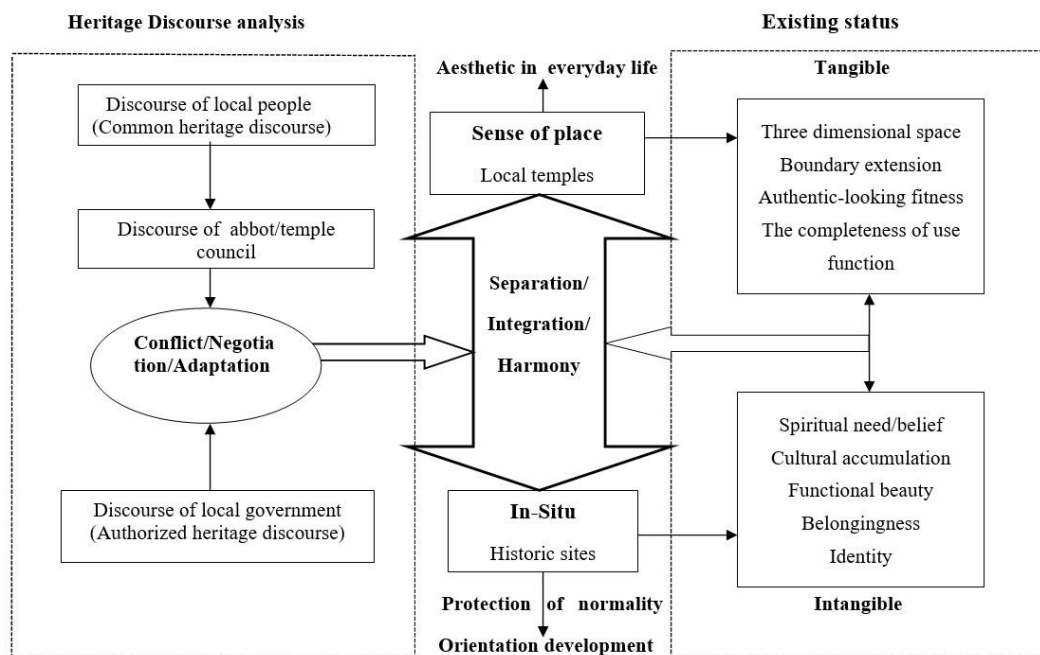 Heritage Discourse analysis
Existing status
Discourse of local people
(Common heritage discourse)
Discourse of abbot/temple
council
Conflict/Negotia
tion/Adaptation
Discourse of local government
(Authorized heritage discourse)
Aesthetic in everyday life
Sense of place
Local temples
Separation/
Integration/
Harmony
In-Situ
Historic sites
Protection of normality
Orientation development
Tangible
Three dimensional space
Boundary extension
Authentic-looking fitness
The completeness of use
function
Spiritual need/belief
Cultural accumulation
Functional beauty
Belongingness
Identity
Intangible